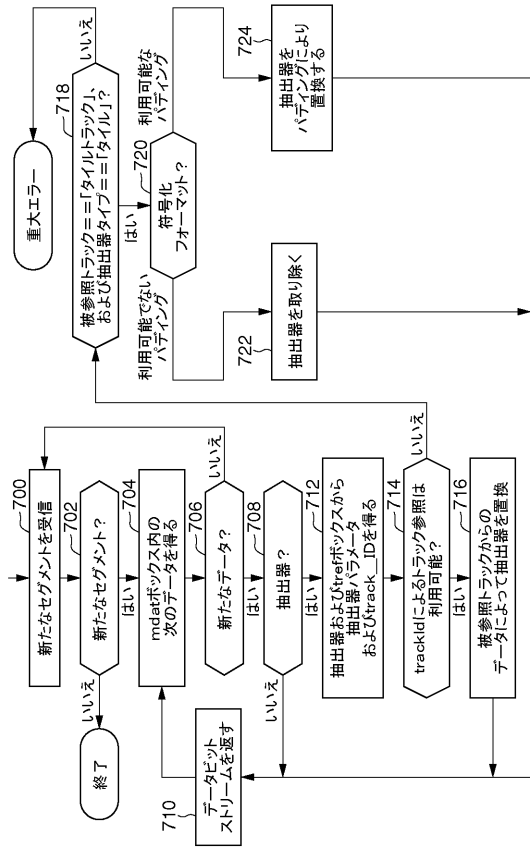 700
新たなセグメントを受信
702
新たなセグメント?
いいえ
終了
はい
704
mdatボックス内の
次のデータを得る
706
新たなデータ?
いいえ
はい
708
抽出器?
いいえ
710
データビット
ストリームを返す
712
抽出器およびtrefボックスから
抽出器パラメータ
およびtrack_IDを得る
714
trackIdによるトラック参照は
利用可能?
いいえ
はい
716
被参照トラックからの
データによって抽出器を置換
重大エラー
718
被参照トラック==「タイルトラック」、
および抽出器タイプ==「タイル」?
いいえ
はい
720
符号化
フォーマット?
利用可能でない
パディング
利用可能な
パディング
722
抽出器を取り除く
724
抽出器を
パディングにより
置換する